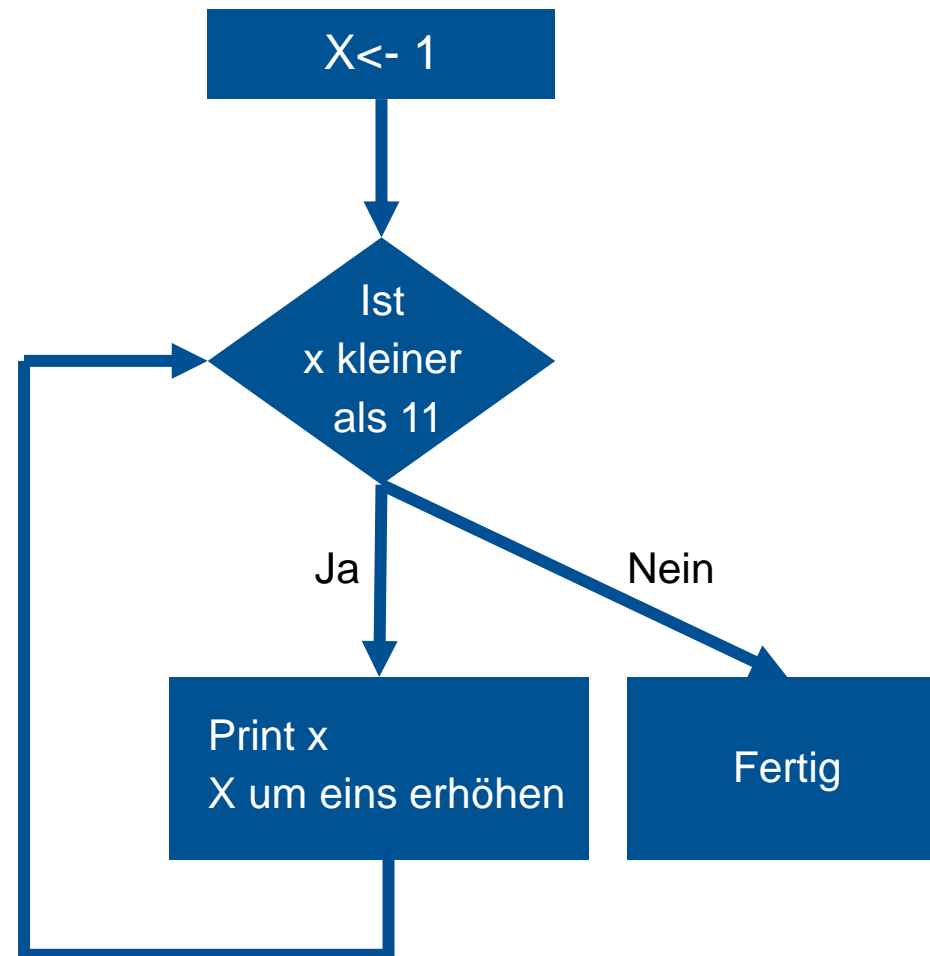 X<- 1
Ist
x kleiner
als 11
Ja
Nein
Print x
X um eins erhöhen
Fertig